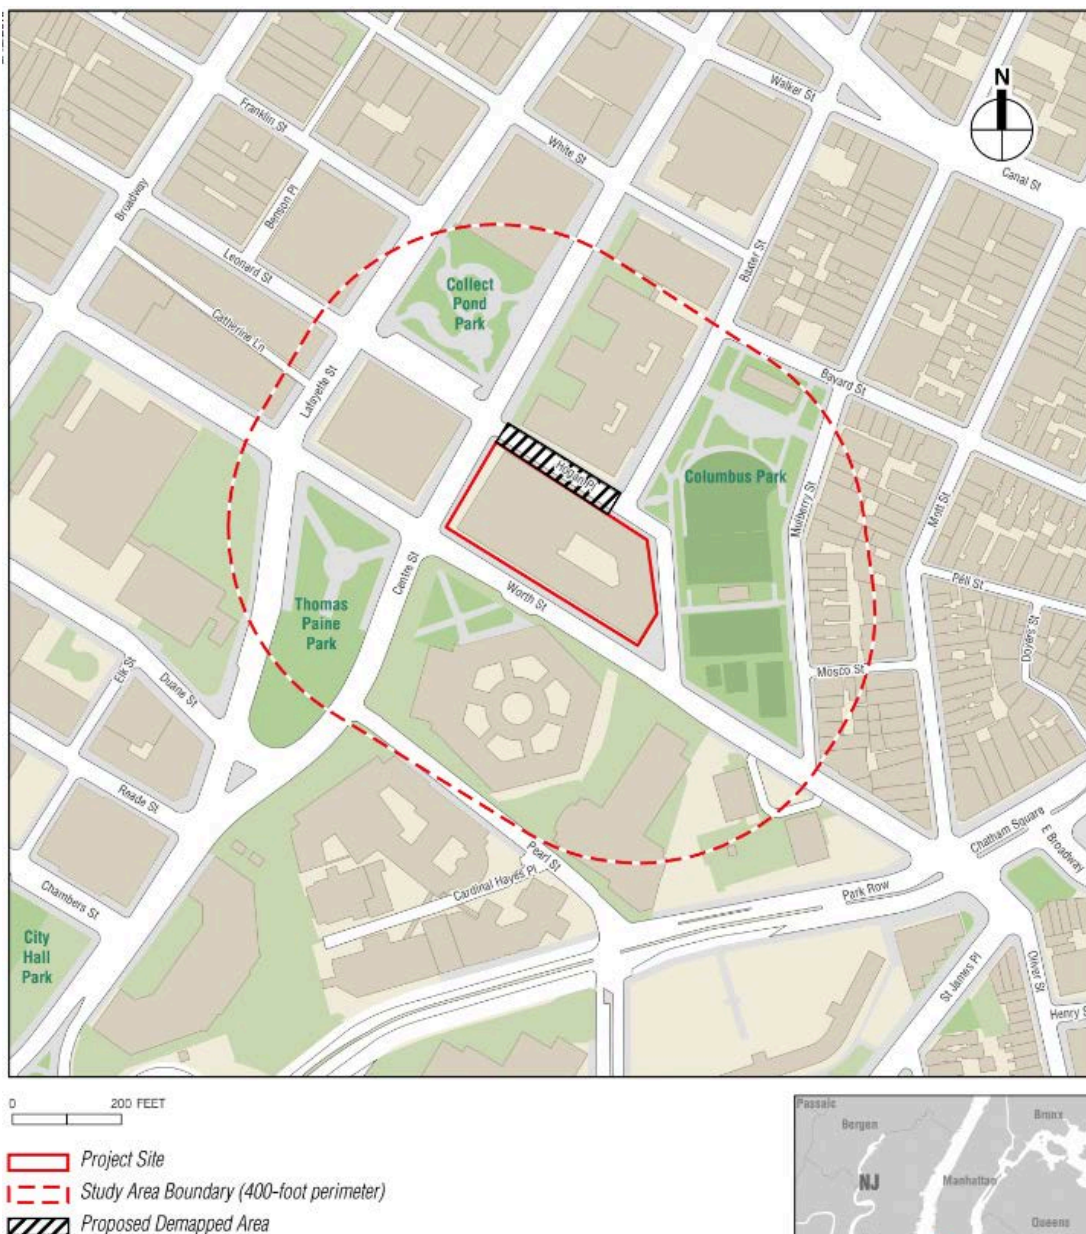 N
Walker St
Canal St
Franklin St
White St
Broadway
Benson Pl
Baxter St
Leonard St
Collect
Pond
Park
Catherine Ln
Lafayette St
Bayard St
Hogan Pl
Columbus Park
Mulberry St
Mott St
Centre St
Worth St
Pell St
Thomas
Paine
Park
Doyers St
Mosco St
Elk St
Duane St
Reade St
Chatham Square
E Broadway
Pearl St
Cardinal Hayes Pl
Park Row
Chambers St
City
Hall
Park
St James Pl
Oliver St
Henry S
0 200 FEET
Project Site
Study Area Boundary (400-foot perimeter)
Proposed Demapped Area
Passaic
Bergen
Bronx
NJ
Manhattan
Queens